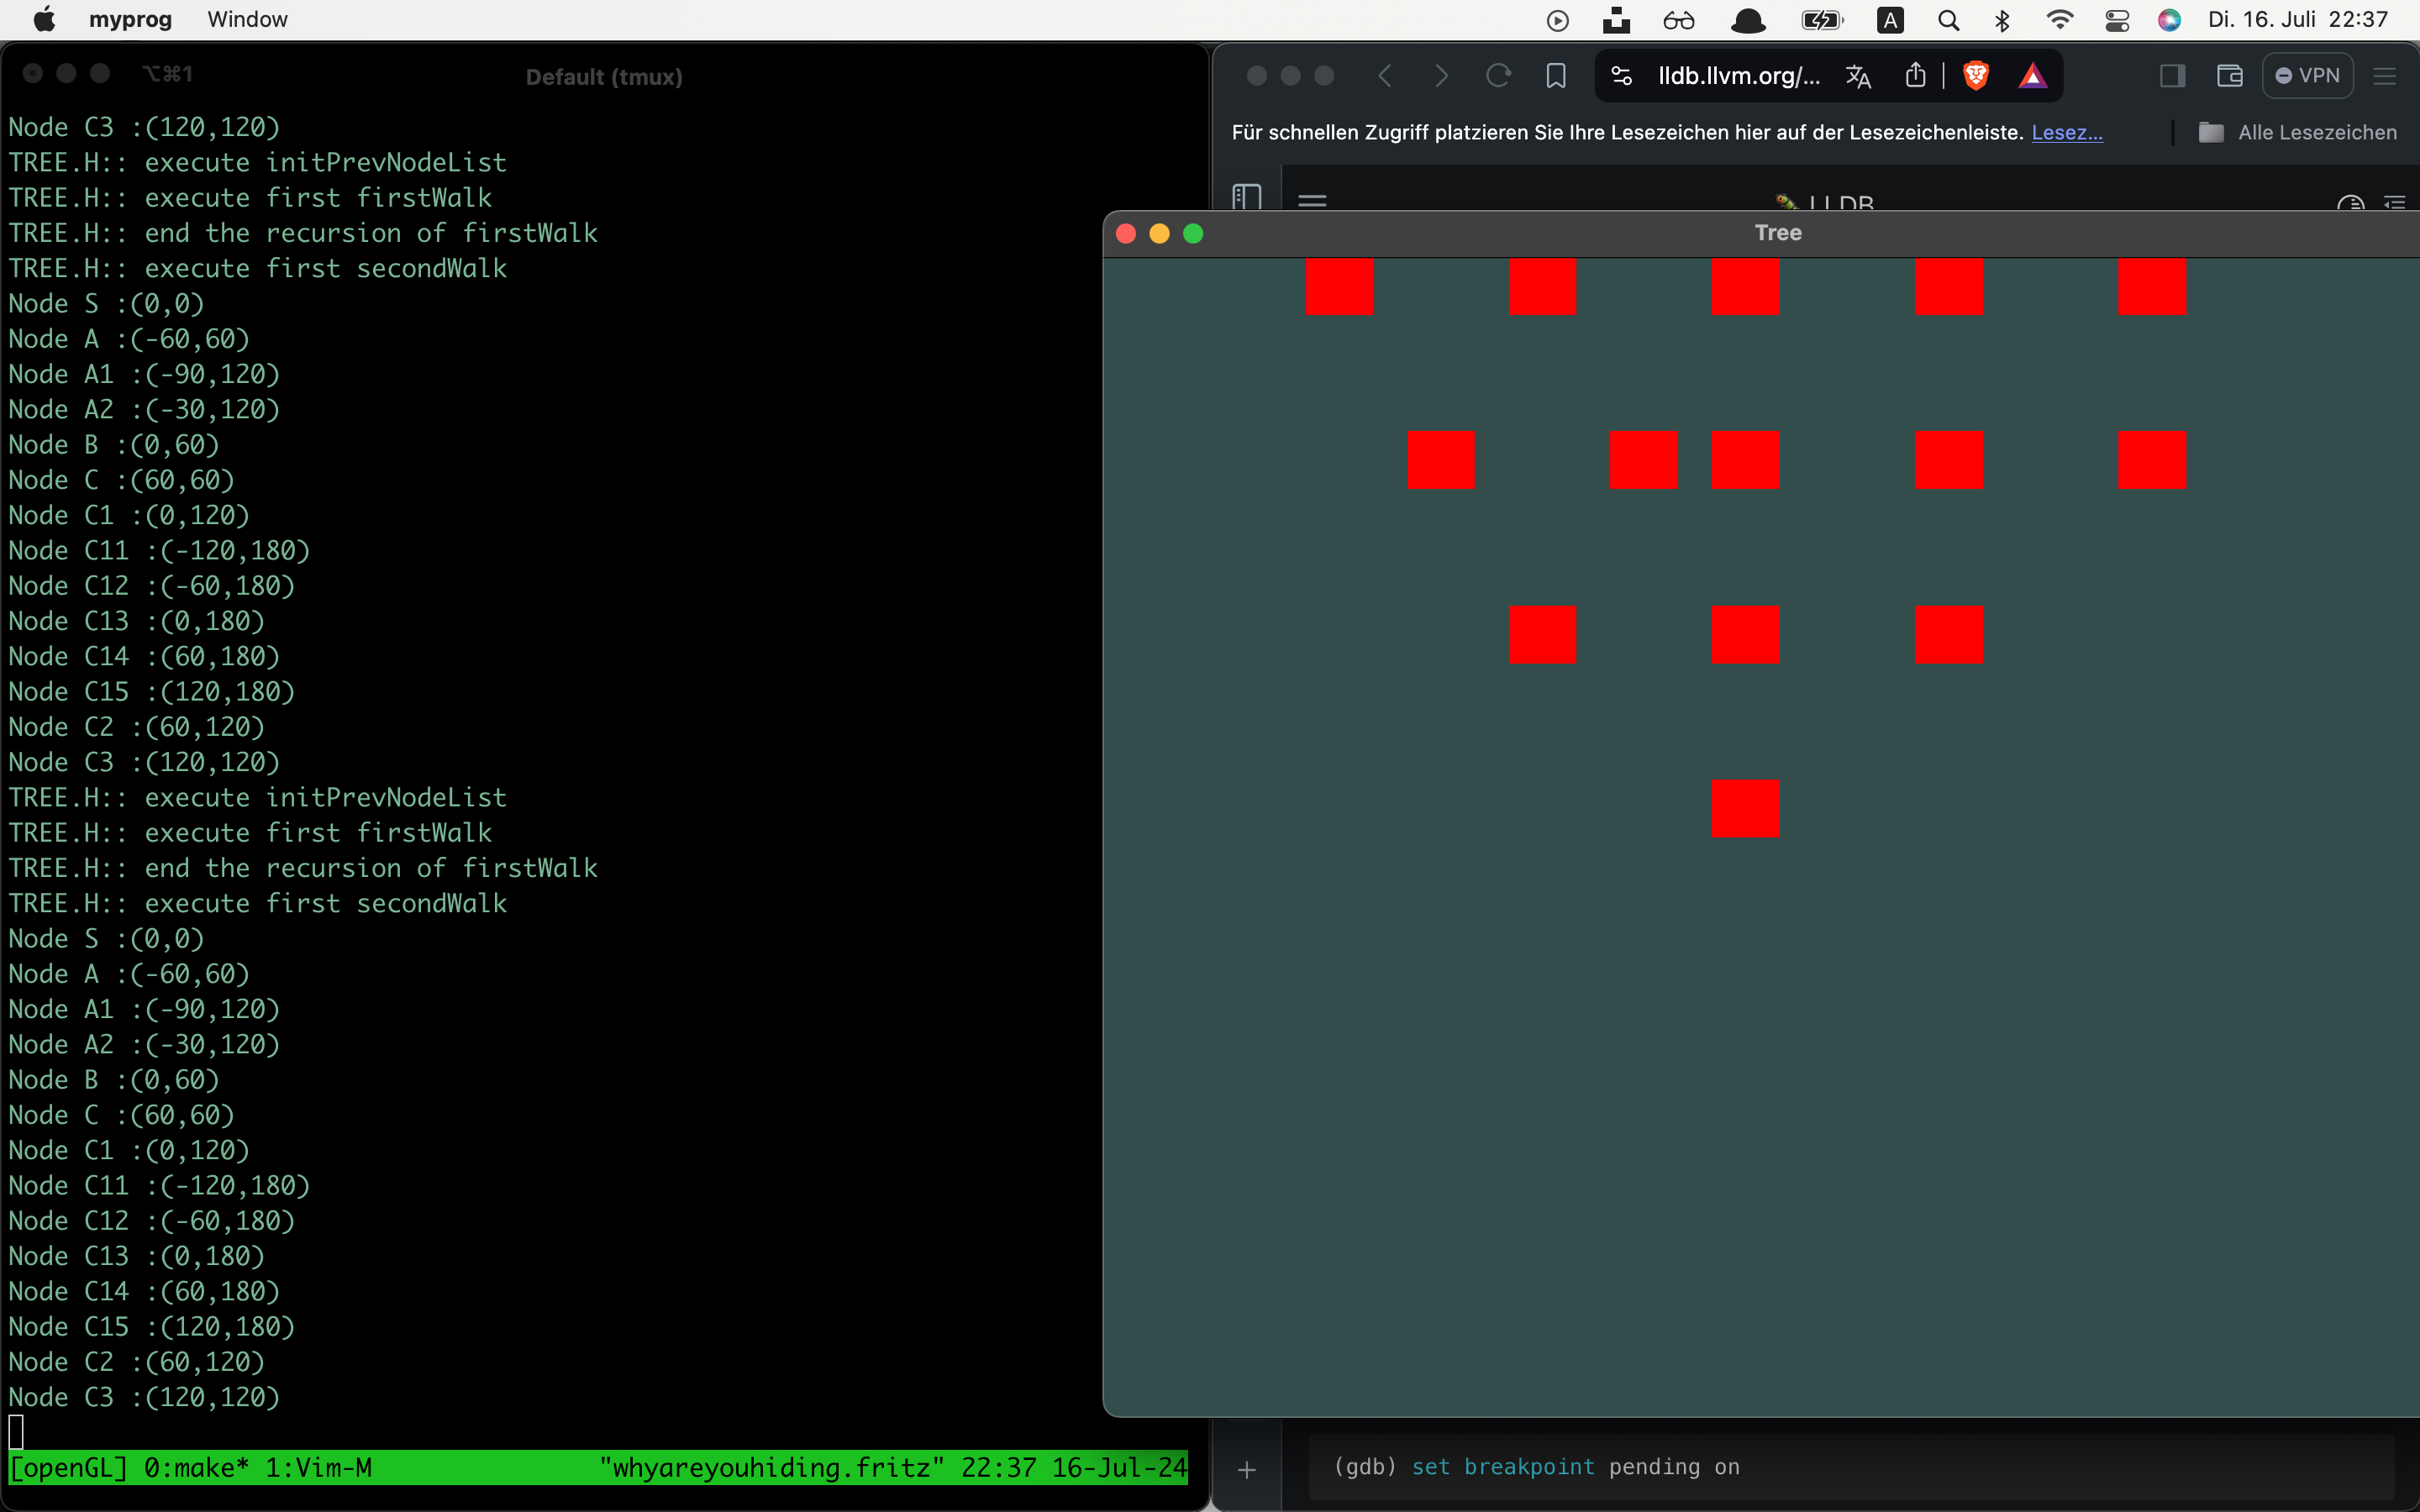 myprog Window
A Di. 16. Juli 22:37
⌥⌘1 Default (tmux)
Node C3 :(120,120)
TREE.H:: execute initPrevNodeList
TREE.H:: execute first firstWalk
TREE.H:: end the recursion of firstWalk
TREE.H:: execute first secondWalk
Node S :(0,0)
Node A :(-60,60)
Node A1 :(-90,120)
Node A2 :(-30,120)
Node B :(0,60)
Node C :(60,60)
Node C1 :(0,120)
Node C11 :(-120,180)
Node C12 :(-60,180)
Node C13 :(0,180)
Node C14 :(60,180)
Node C15 :(120,180)
Node C2 :(60,120)
Node C3 :(120,120)
TREE.H:: execute initPrevNodeList
TREE.H:: execute first firstWalk
TREE.H:: end the recursion of firstWalk
TREE.H:: execute first secondWalk
Node S :(0,0)
Node A :(-60,60)
Node A1 :(-90,120)
Node A2 :(-30,120)
Node B :(0,60)
Node C :(60,60)
Node C1 :(0,120)
Node C11 :(-120,180)
Node C12 :(-60,180)
Node C13 :(0,180)
Node C14 :(60,180)
Node C15 :(120,180)
Node C2 :(60,120)
Node C3 :(120,120)
[openGL] 0:make* 1:Vim-M "whyareyouhiding.fritz" 22:37 16-Jul-24
lldb.llvm.org/... VPN
Für schnellen Zugriff platzieren Sie Ihre Lesezeichen hier auf der Lesezeichenleiste. Lesez... Alle Lesezeichen
LLDB
Tree
(gdb) set breakpoint pending on